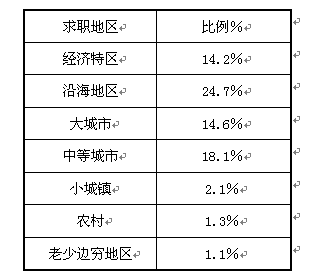 求职地区 比例%
经济特区 14.2%
沿海地区 24.7%
大城市 14.6%
中等城市 18.1%
小城镇 2.1%
农村 1.3%
老少边穷地区 1.1%